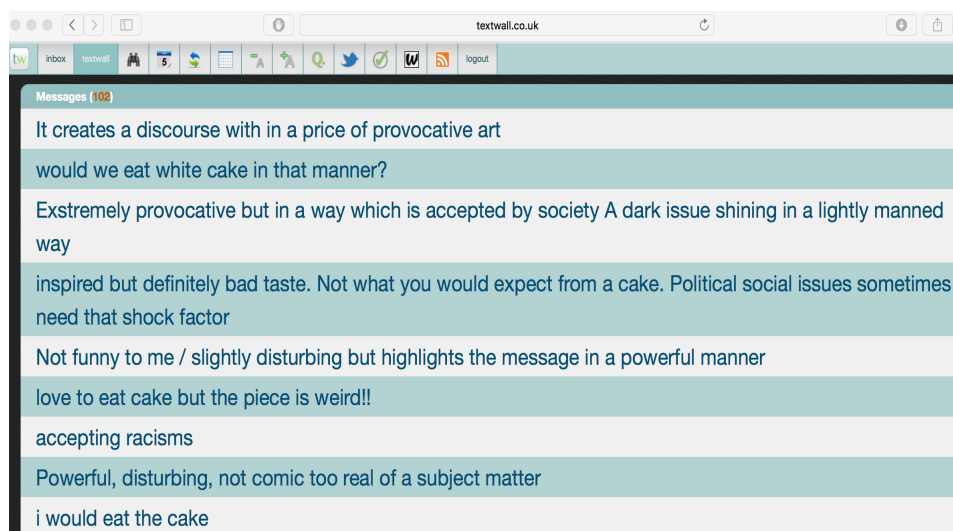 textwall.co.uk
tw inbox textwall 5 A A Q. W logout
Messages (102)
It creates a discourse with in a price of provocative art
would we eat white cake in that manner?
Exstremely provocative but in a way which is accepted by society A dark issue shining in a lightly manned
way
inspired but definitely bad taste. Not what you would expect from a cake. Political social issues sometimes
need that shock factor
Not funny to me / slightly disturbing but highlights the message in a powerful manner
love to eat cake but the piece is weird!!
accepting racisms
Powerful, disturbing, not comic too real of a subject matter
i would eat the cake